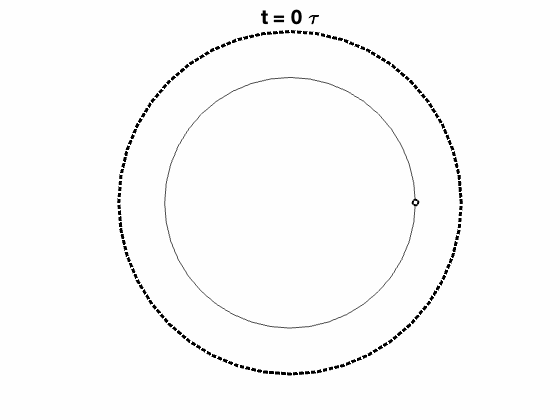 t = 0 τ